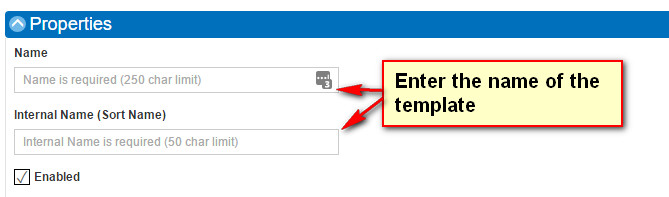 Properties
Name
Name is required (250 char limit)
3
Enter the name of the
template
Internal Name (Sort Name)
Internal Name is required (50 char limit)
Enabled